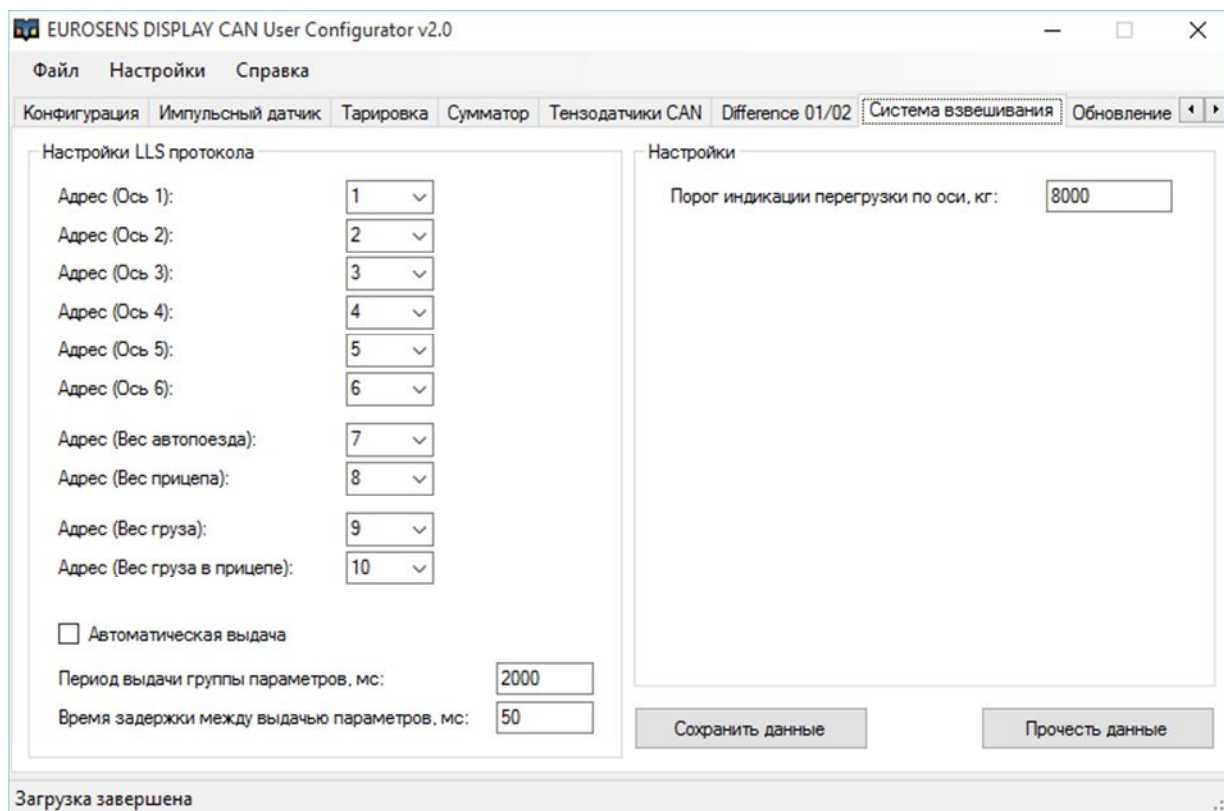 EUROSENS DISPLAY CAN User Configurator v2.0
Файл Настройки Справка
Конфигурация Импульсный датчик Тарировка Сумматор Тензодатчики CAN Difference 01/02 Система взвешивания Обновление
Настройки LLS протокола
Адрес (Ось 1): 1
Адрес (Ось 2): 2
Адрес (Ось 3): 3
Адрес (Ось 4): 4
Адрес (Ось 5): 5
Адрес (Ось 6): 6
Адрес (Вес автопоезда): 7
Адрес (Вес прицепа): 8
Адрес (Вес груза): 9
Адрес (Вес груза в прицепе): 10
Автоматическая выдача
Период выдачи группы параметров, мс: 2000
Время задержки между выдачью параметров, мс: 50
Настройки
Порог индикации перегрузки по оси, кг: 8000
Сохранить данные Прочесть данные
Загрузка завершена